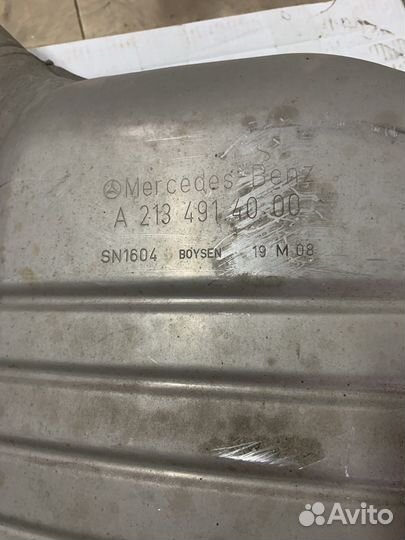 Mercedes-Benz
A 213 491 40 00
SN1604 BOYSEN 19 M 08
Avito